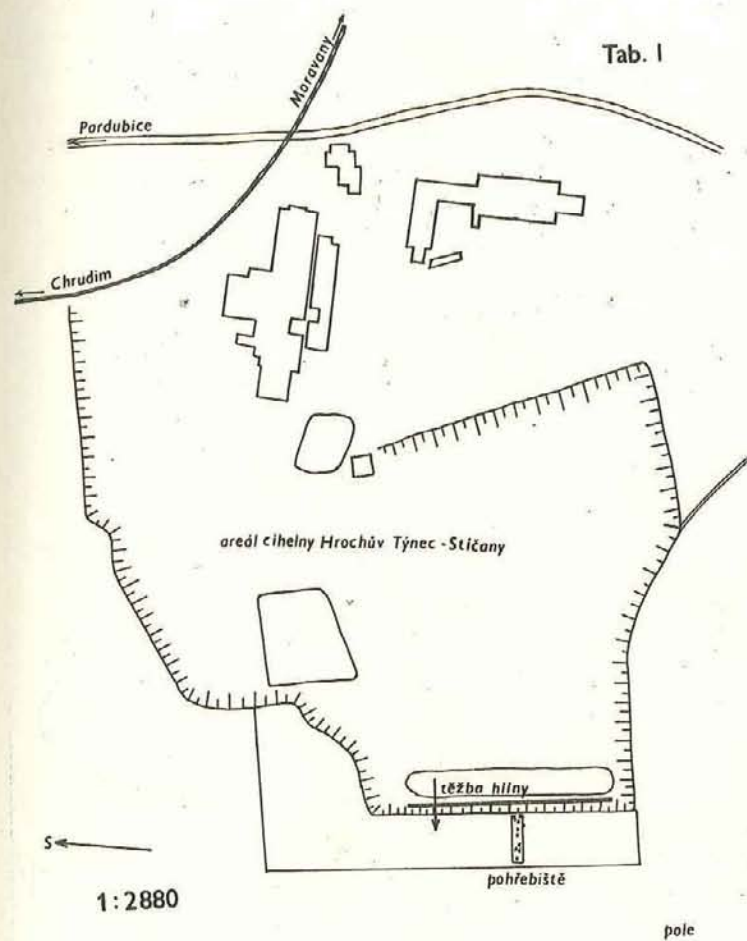 Tab. I
Moravany
Pardubice
Chrudim
areál cihelny Hrochův Týnec - Stíčany
těžba hlíny
S
pohřebiště
1:2880
pole